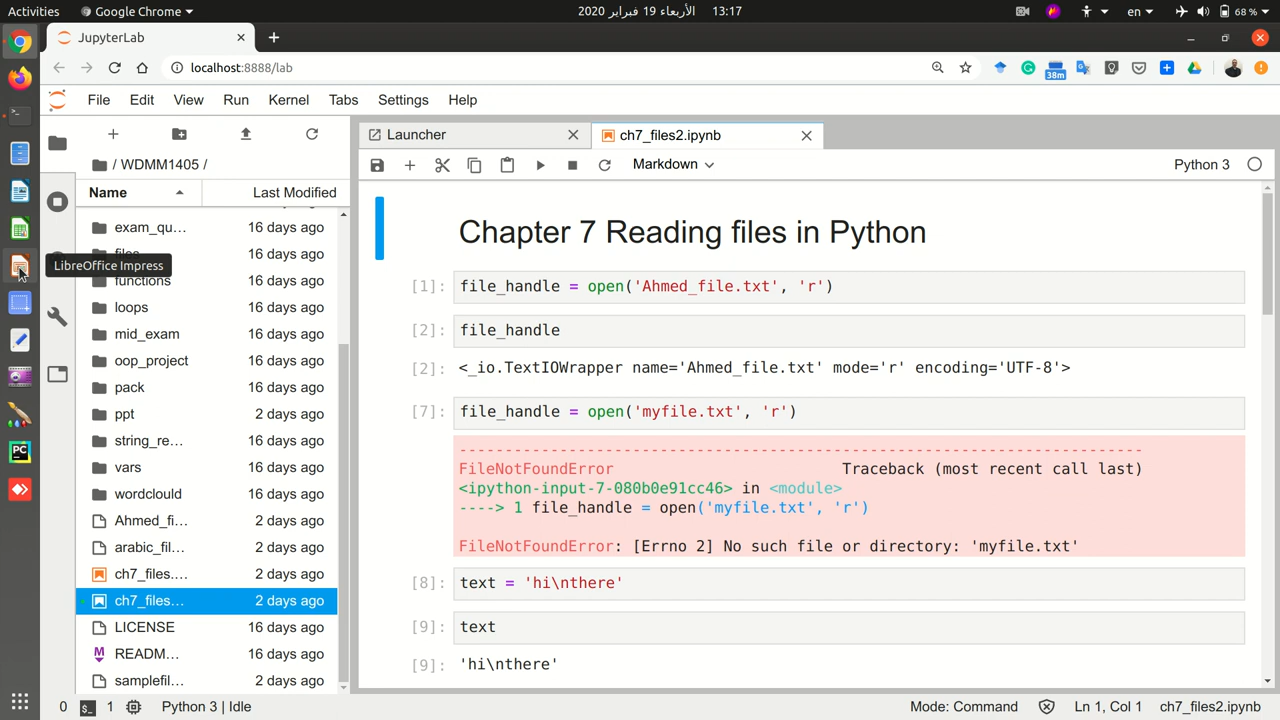 Activities
Google Chrome
الأربعاء 19 فبراير 2020 13:17
en
68 %
JupyterLab
localhost:8888/lab
38m
File Edit View Run Kernel Tabs Settings Help
/ WDMM1405 /
Name Last Modified
exam_qu… 16 days ago
files 16 days ago
functions 16 days ago
loops 16 days ago
mid_exam 16 days ago
oop_project 16 days ago
pack 16 days ago
ppt 2 days ago
string_re… 16 days ago
vars 16 days ago
wordclould 16 days ago
Ahmed_fi… 2 days ago
arabic_fil… 2 days ago
ch7_files.… 2 days ago
ch7_files… 2 days ago
LICENSE 16 days ago
READM… 16 days ago
samplefil… 2 days ago
LibreOffice Impress
PC
Launcher
ch7_files2.ipynb
Markdown
Python 3
Chapter 7 Reading files in Python
[1]: file_handle = open('Ahmed_file.txt', 'r')
[2]: file_handle
[2]: <_io.TextIOWrapper name='Ahmed_file.txt' mode='r' encoding='UTF-8'>
[7]: file_handle = open('myfile.txt', 'r')
---------------------------------------------------------------------------
FileNotFoundError Traceback (most recent call last)
<ipython-input-7-080b0e91cc46> in <module>
----> 1 file_handle = open('myfile.txt', 'r')
FileNotFoundError: [Errno 2] No such file or directory: 'myfile.txt'
[8]: text = 'hi\nthere'
[9]: text
[9]: 'hi\nthere'
0
1
Python 3 | Idle
Mode: Command
Ln 1, Col 1
ch7_files2.ipynb